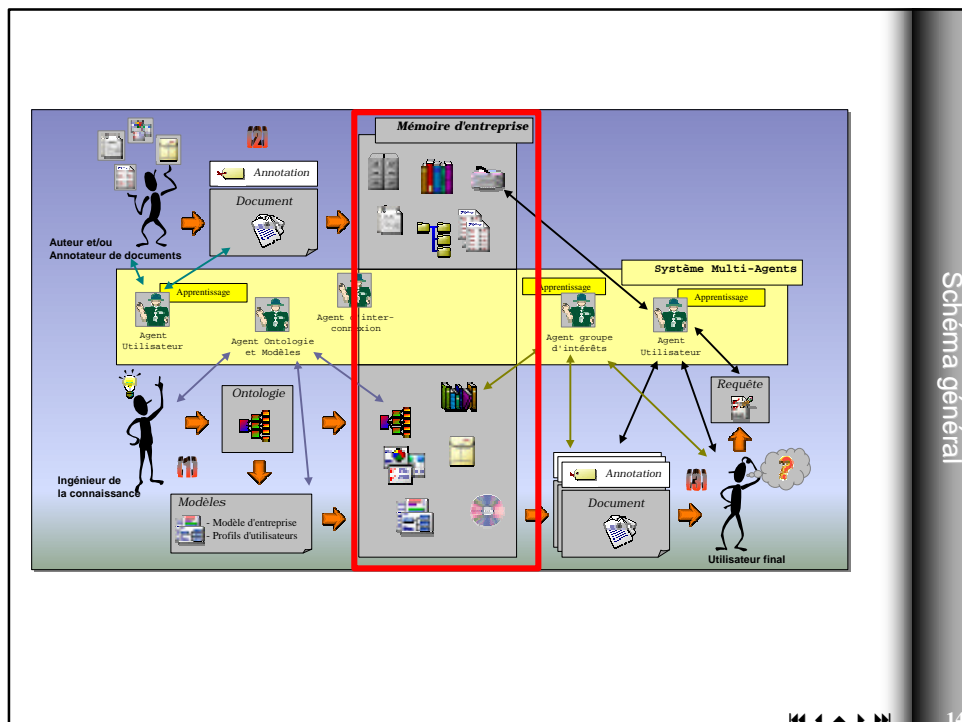 Mémoire d'entreprise
Annotation
Document
Auteur et/ou
Annotateur de documents
Système Multi-Agents
Apprentissage
Apprentissage
Apprentissage
Agent
Utilisateur
Agent Ontologie
et Modèles
Agent d'inter-
connexion
Agent groupe
d'intérêts
Agent
Utilisateur
Ontologie
Requête
Ingénieur de
la connaissance
Modèles
- Modèle d'entreprise
- Profils d'utilisateurs
Annotation
Document
Utilisateur final
Schéma général